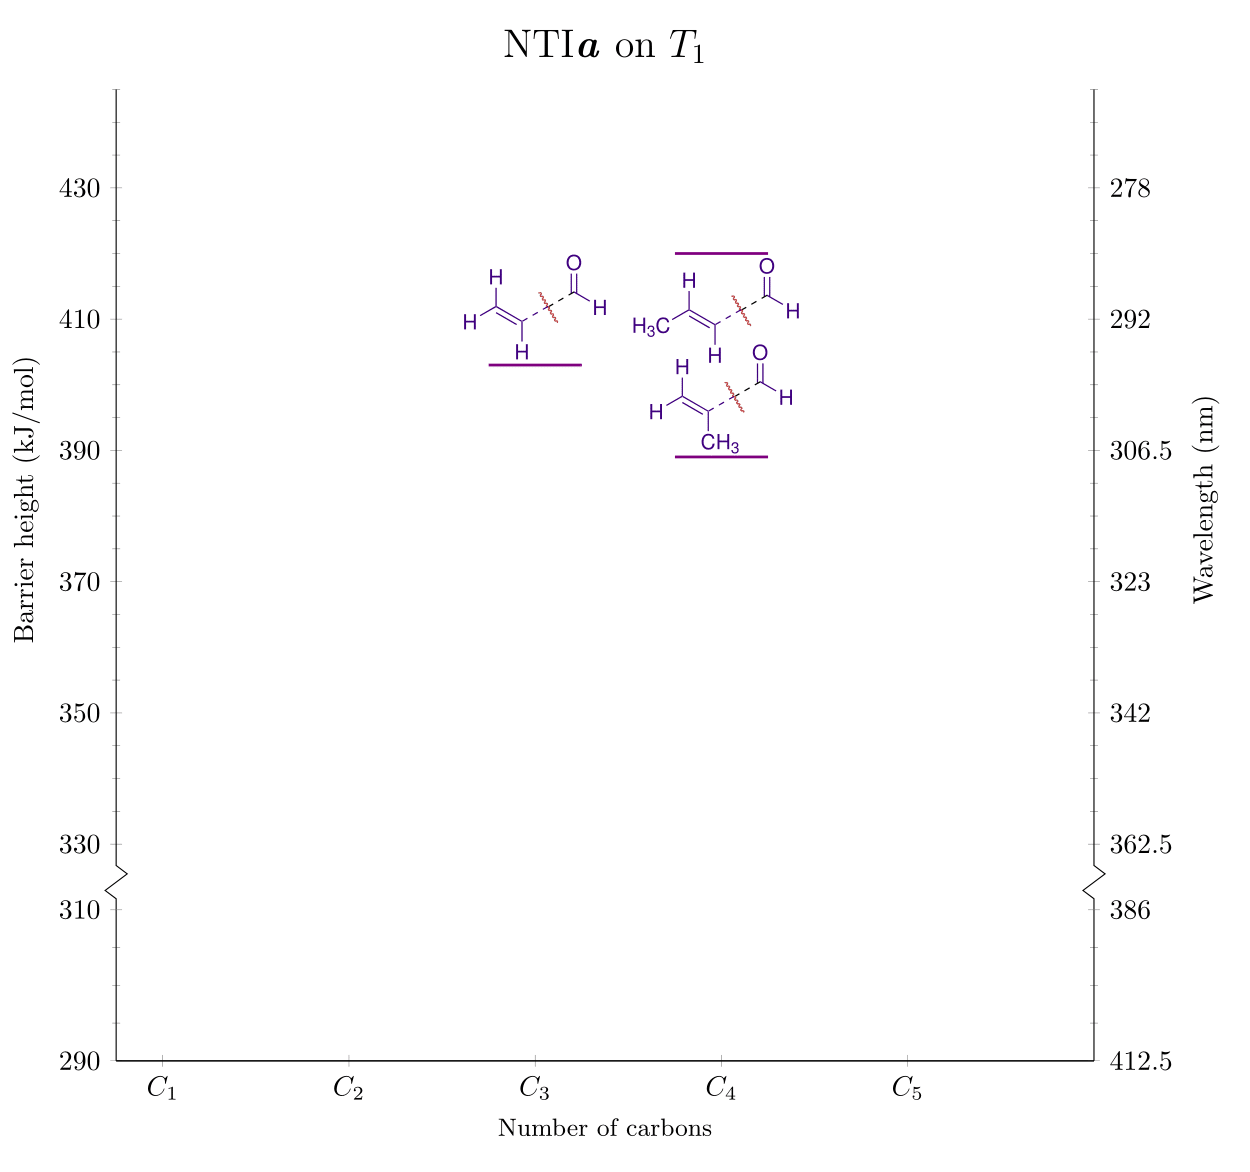 NTIa on T₁
Barrier height (kJ/mol)
430
410
390
370
350
330
310
290
278
292
306.5
323
342
362.5
386
412.5
Wavelength (nm)
H
H
H
O
H
H
H₃C
H
O
H
H
H
CH₃
O
H
C₁
C₂
C₃
C₄
C₅
Number of carbons